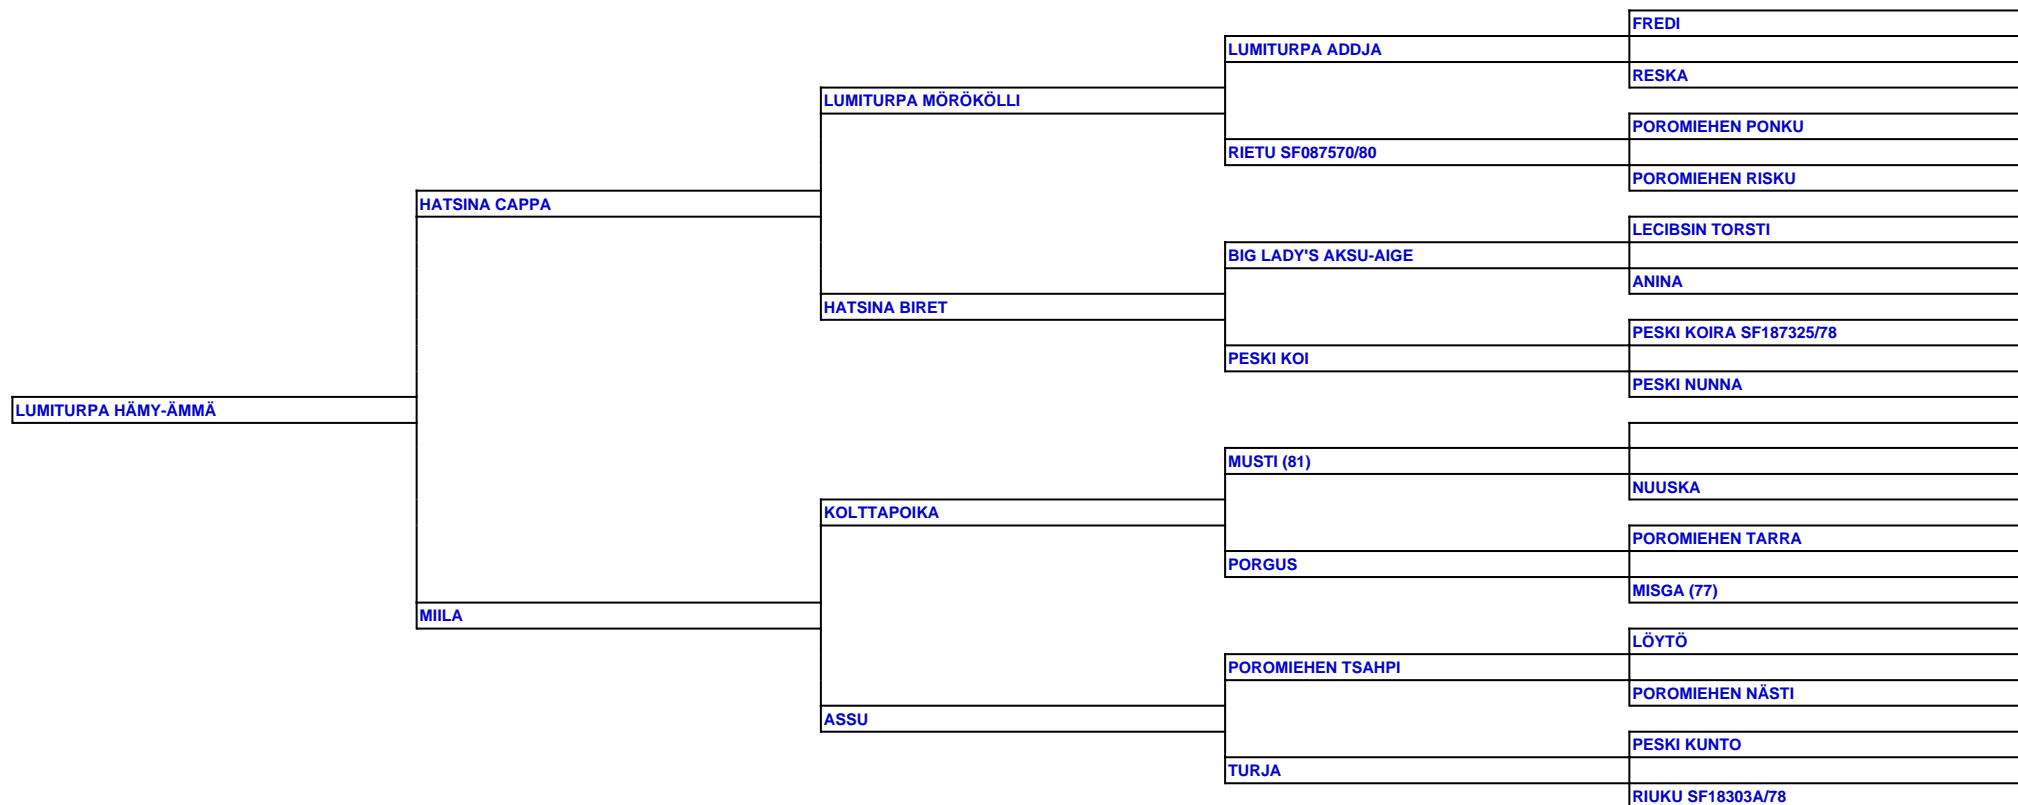 FREDI
LUMITURPA ADDJA
RESKA
LUMITURPA MÖRÖKÖLLI
POROMIEHEN PONKU
RIETU SF087570/80
POROMIEHEN RISKU
HATSINA CAPPA
LECIBSIN TORSTI
BIG LADY'S AKSU-AIGE
ANINA
HATSINA BIRET
PESKI KOIRA SF187325/78
PESKI KOI
PESKI NUNNA
LUMITURPA HÄMY-ÄMMÄ
MUSTI (81)
NUUSKA
KOLTTAPOIKA
POROMIEHEN TARRA
PORGUS
MISGA (77)
MIILA
LÖYTÖ
POROMIEHEN TSAHPI
POROMIEHEN NÄSTI
ASSU
PESKI KUNTO
TURJA
RIUKU SF18303A/78